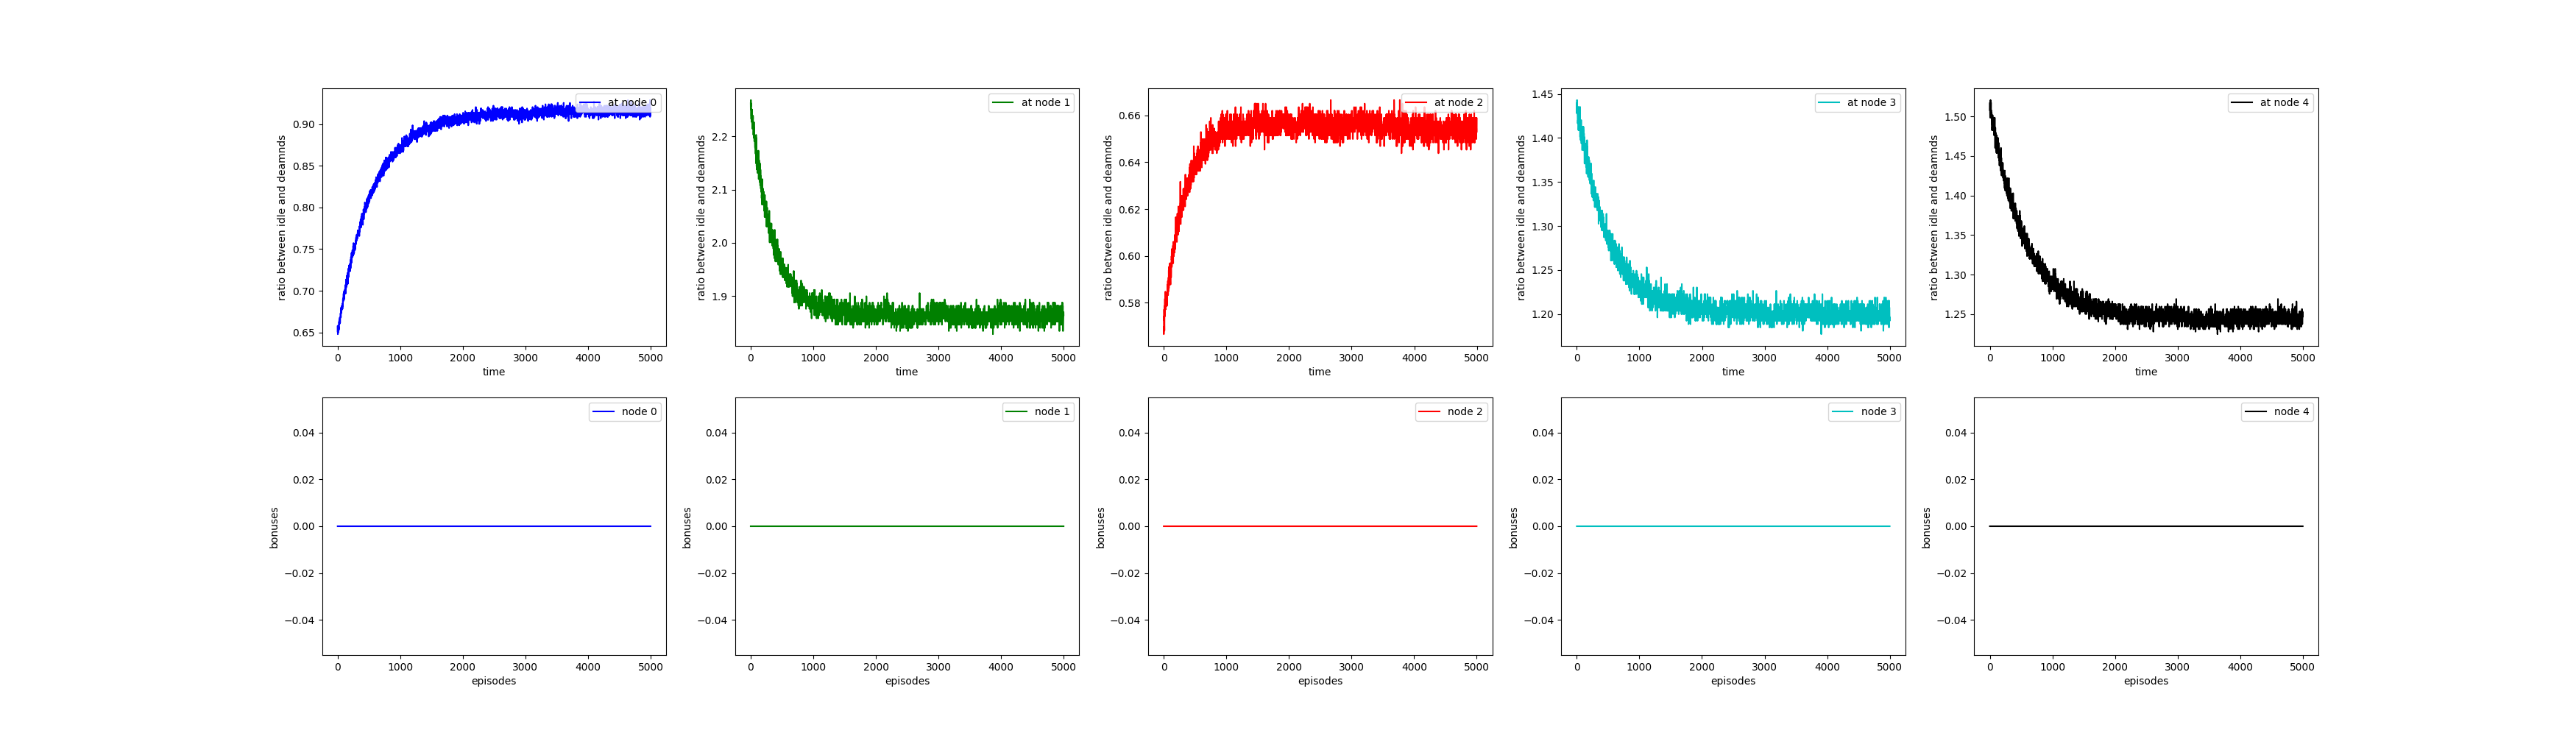 at node 0
ratio between idle and deamnds
0.90
0.85
0.80
0.75
0.70
0.65
0 1000 2000 3000 4000 5000
time
at node 1
ratio between idle and deamnds
2.2
2.1
2.0
1.9
0 1000 2000 3000 4000 5000
time
at node 2
ratio between idle and deamnds
0.66
0.64
0.62
0.60
0.58
0 1000 2000 3000 4000 5000
time
at node 3
ratio between idle and deamnds
1.45
1.40
1.35
1.30
1.25
1.20
0 1000 2000 3000 4000 5000
time
at node 4
ratio between idle and deamnds
1.50
1.45
1.40
1.35
1.30
1.25
0 1000 2000 3000 4000 5000
time
node 0
bonuses
0.04
0.02
0.00
−0.02
−0.04
0 1000 2000 3000 4000 5000
episodes
node 1
bonuses
0.04
0.02
0.00
−0.02
−0.04
0 1000 2000 3000 4000 5000
episodes
node 2
bonuses
0.04
0.02
0.00
−0.02
−0.04
0 1000 2000 3000 4000 5000
episodes
node 3
bonuses
0.04
0.02
0.00
−0.02
−0.04
0 1000 2000 3000 4000 5000
episodes
node 4
bonuses
0.04
0.02
0.00
−0.02
−0.04
0 1000 2000 3000 4000 5000
episodes